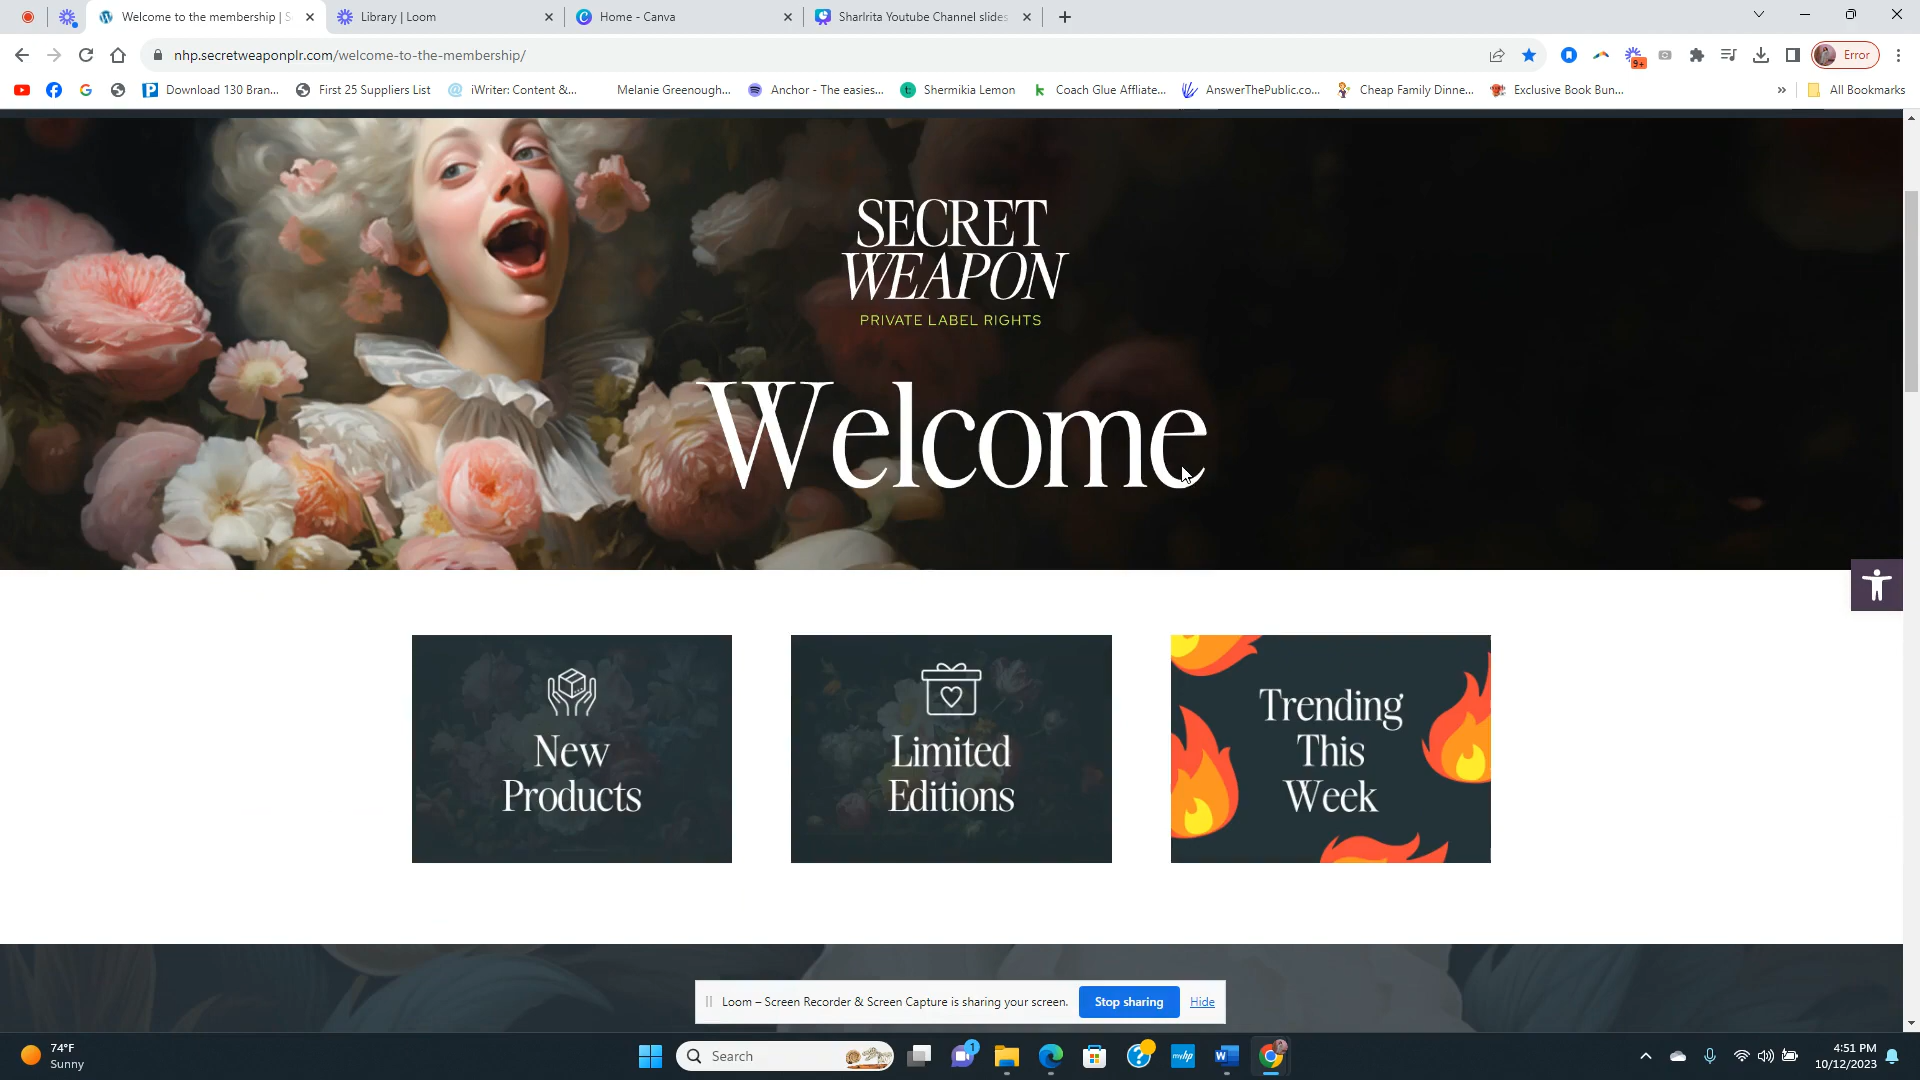 Welcome to the membership | S
Library | Loom
Home - Canva
Sharlrita Youtube Channel slides
nhp.secretweaponplr.com/welcome-to-the-membership/
9+
Error
Download 130 Bran...
First 25 Suppliers List
iWriter: Content &...
Melanie Greenough...
Anchor - The easies...
Shermikia Lemon
Coach Glue Affiliate...
AnswerThePublic.co...
Cheap Family Dinne...
Exclusive Book Bun...
»
All Bookmarks
SECRET
WEAPON
PRIVATE LABEL RIGHTS
Welcome
New
Products
Limited
Editions
Trending
This
Week
Loom – Screen Recorder & Screen Capture is sharing your screen.
Stop sharing
Hide
74°F
Sunny
Search
1
myhp
4:51 PM
10/12/2023